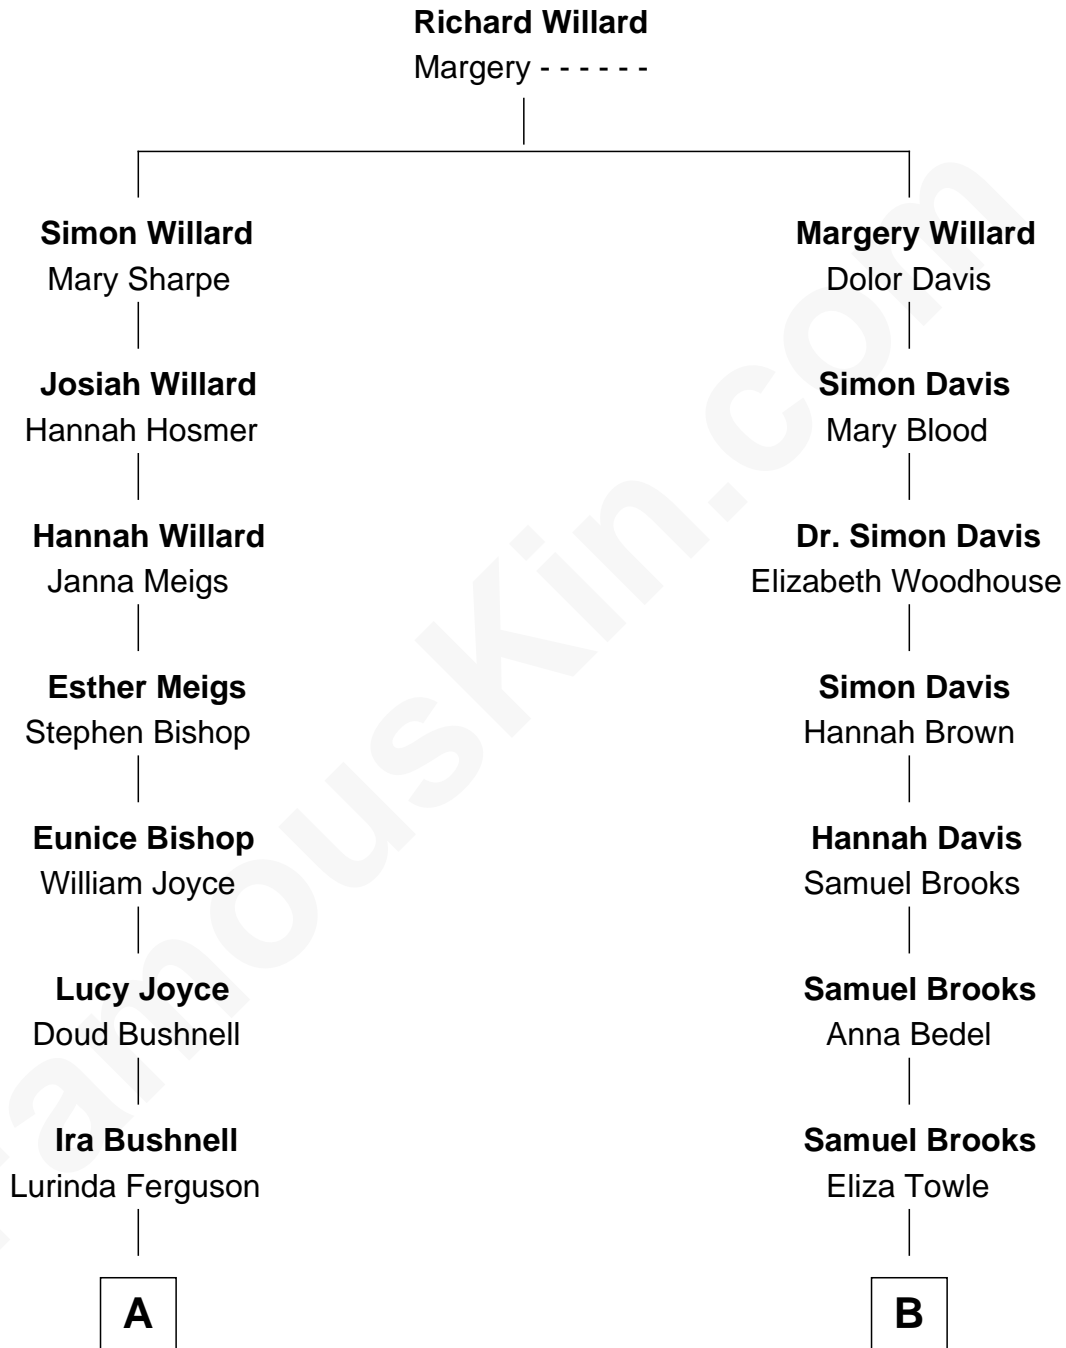 Richard Willard
Margery - - - - - -
Simon Willard
Mary Sharpe
Margery Willard
Dolor Davis
Josiah Willard
Hannah Hosmer
Simon Davis
Mary Blood
Hannah Willard
Janna Meigs
Dr. Simon Davis
Elizabeth Woodhouse
Esther Meigs
Stephen Bishop
Simon Davis
Hannah Brown
Eunice Bishop
William Joyce
Hannah Davis
Samuel Brooks
Lucy Joyce
Doud Bushnell
Samuel Brooks
Anna Bedel
Ira Bushnell
Lurinda Ferguson
Samuel Brooks
Eliza Towle
A
B
FamousKin.com